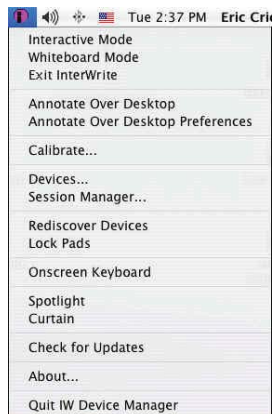 Tue 2:37 PM Eric
Interactive Mode
Whiteboard Mode
Exit InterWrite
Annotate Over Desktop
Annotate Over Desktop Preferences
Calibrate...
Devices...
Session Manager...
Rediscover Devices
Lock Pads
Onscreen Keyboard
Spotlight
Curtain
Check for Updates
About...
Quit IW Device Manager